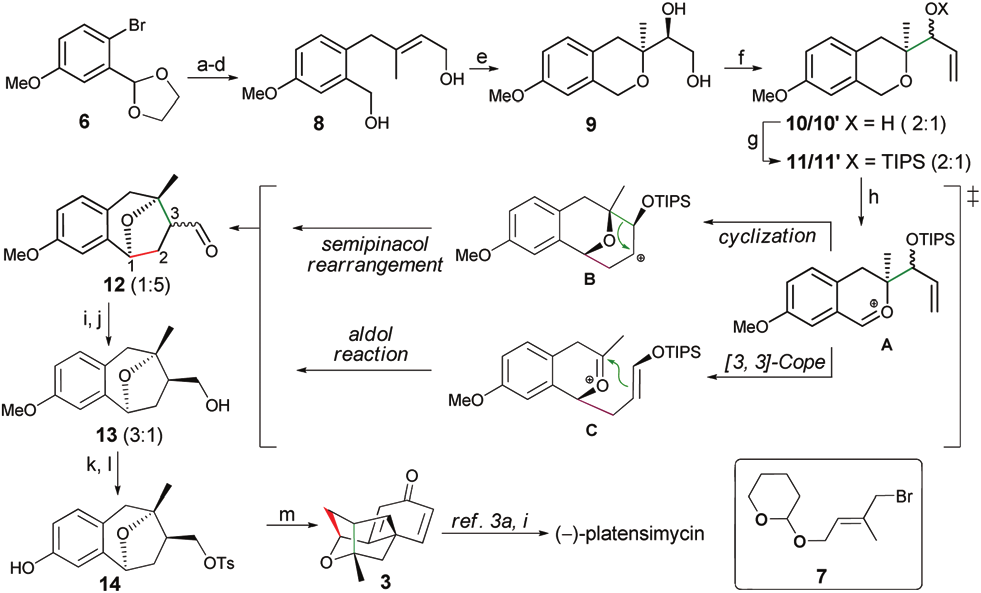 Br
MeO
O
O
6
a-d
MeO
OH
OH
8
e
MeO
Me
OH
O
OH
9
f
MeO
Me
OX
O
10/10' X = H ( 2:1)
g
11/11' X = TIPS (2:1)
h
‡
MeO
O
3
2
1
O
12 (1:5)
semipinacol
rearrangement
MeO
O
OTIPS
⊕
B
cyclization
OTIPS
Me
MeO
O
⊕
A
i, j
aldol
reaction
MeO
O
⊕
OTIPS
C
[3, 3]-Cope
MeO
O
OH
13 (3:1)
k, l
HO
O
OTs
14
m
O
O
3
ref. 3a, i
(−)-platensimycin
O
O
Br
7